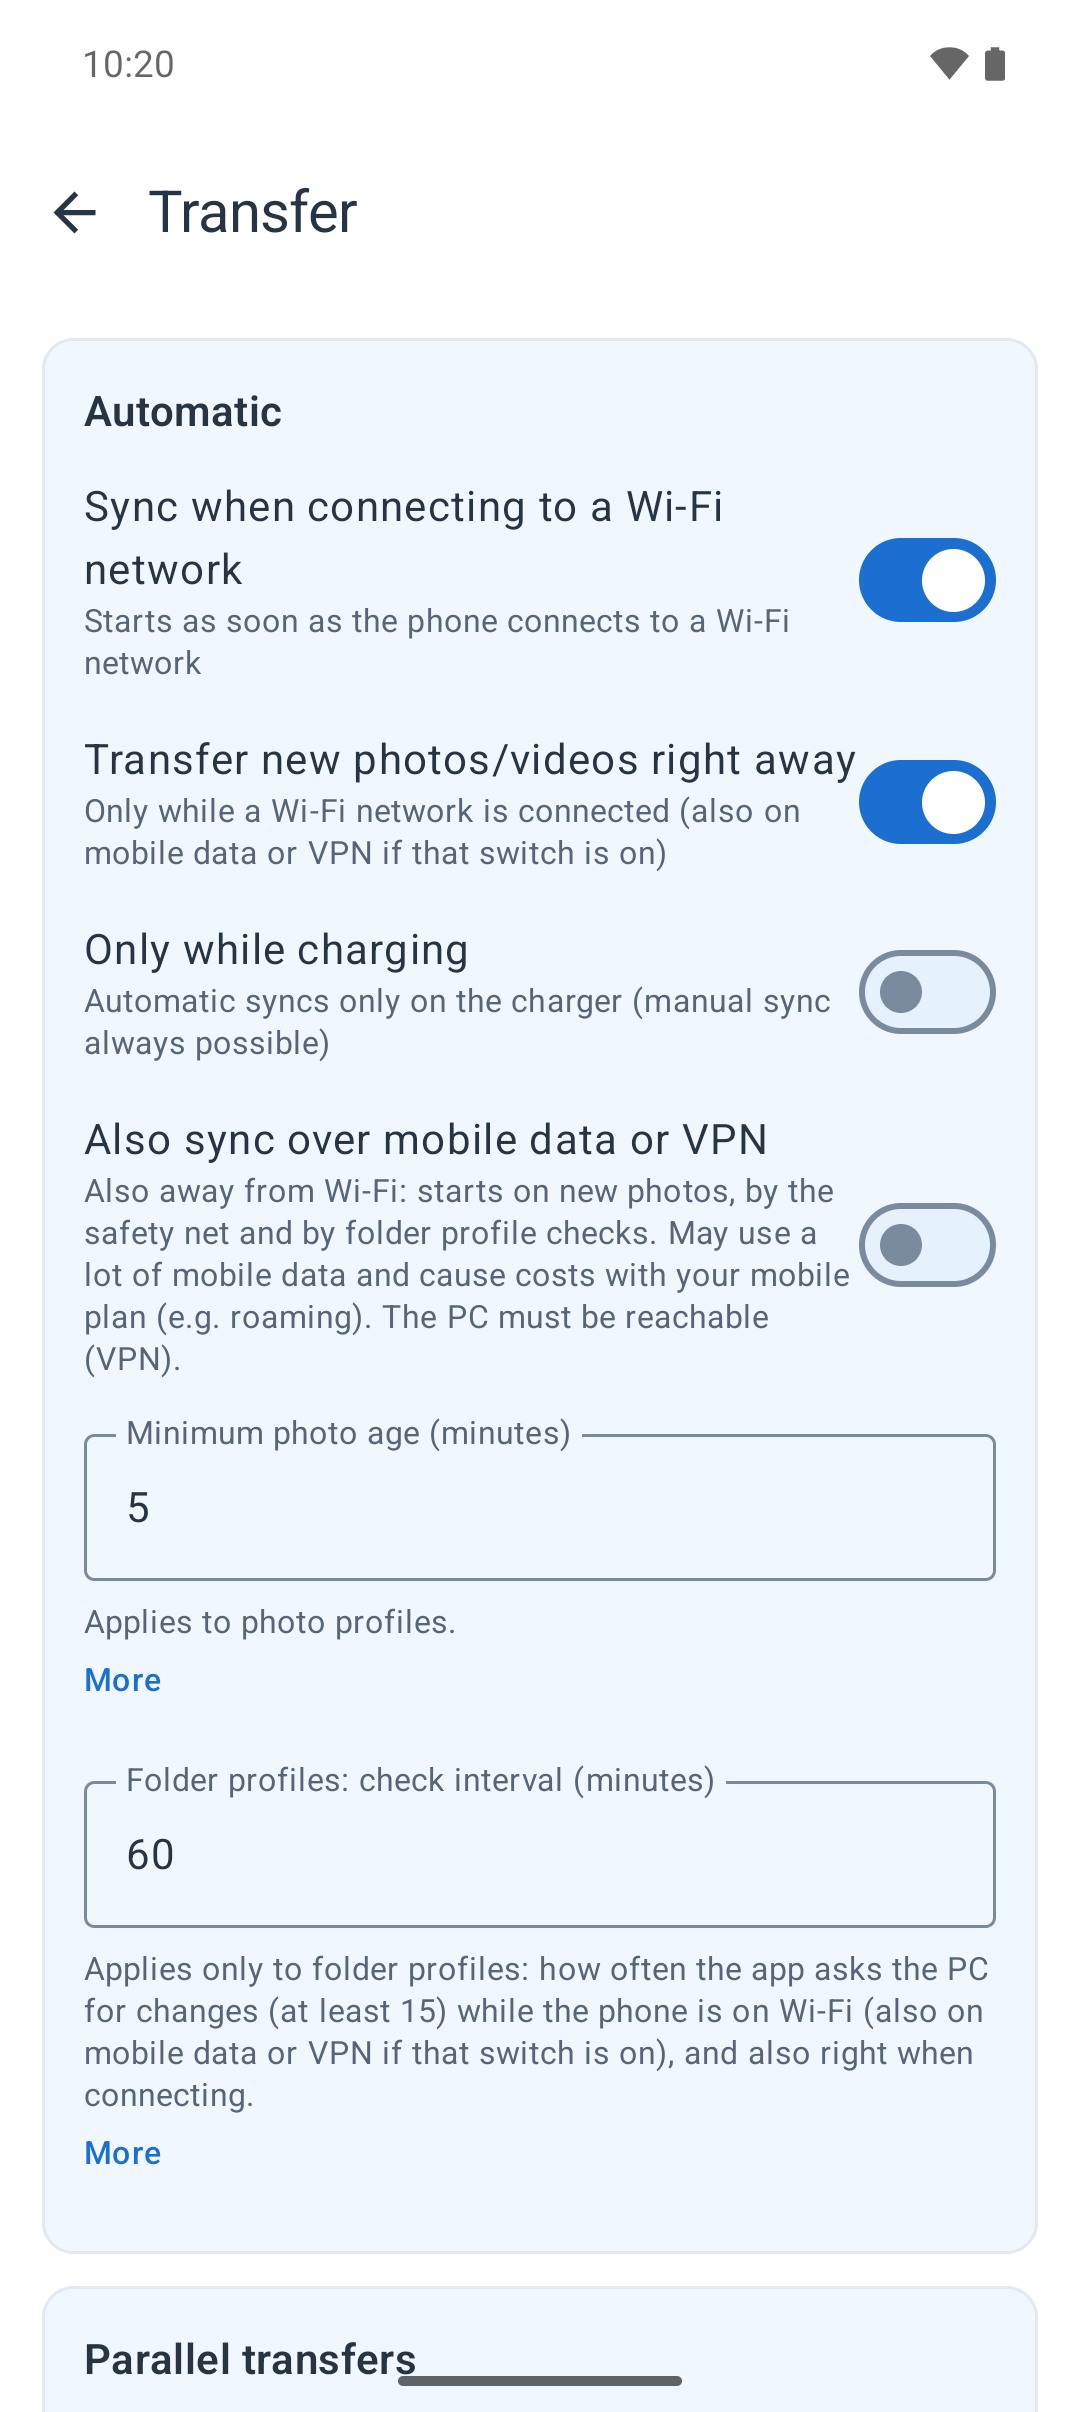 10:20
Transfer
Automatic
Sync when connecting to a Wi-Fi
network
Starts as soon as the phone connects to a Wi-Fi
network
Transfer new photos/videos right away
Only while a Wi-Fi network is connected (also on
mobile data or VPN if that switch is on)
Only while charging
Automatic syncs only on the charger (manual sync
always possible)
Also sync over mobile data or VPN
Also away from Wi-Fi: starts on new photos, by the
safety net and by folder profile checks. May use a
lot of mobile data and cause costs with your mobile
plan (e.g. roaming). The PC must be reachable
(VPN).
Minimum photo age (minutes)
5
Applies to photo profiles.
More
Folder profiles: check interval (minutes)
60
Applies only to folder profiles: how often the app asks the PC
for changes (at least 15) while the phone is on Wi-Fi (also on
mobile data or VPN if that switch is on), and also right when
connecting.
More
Parallel transfers